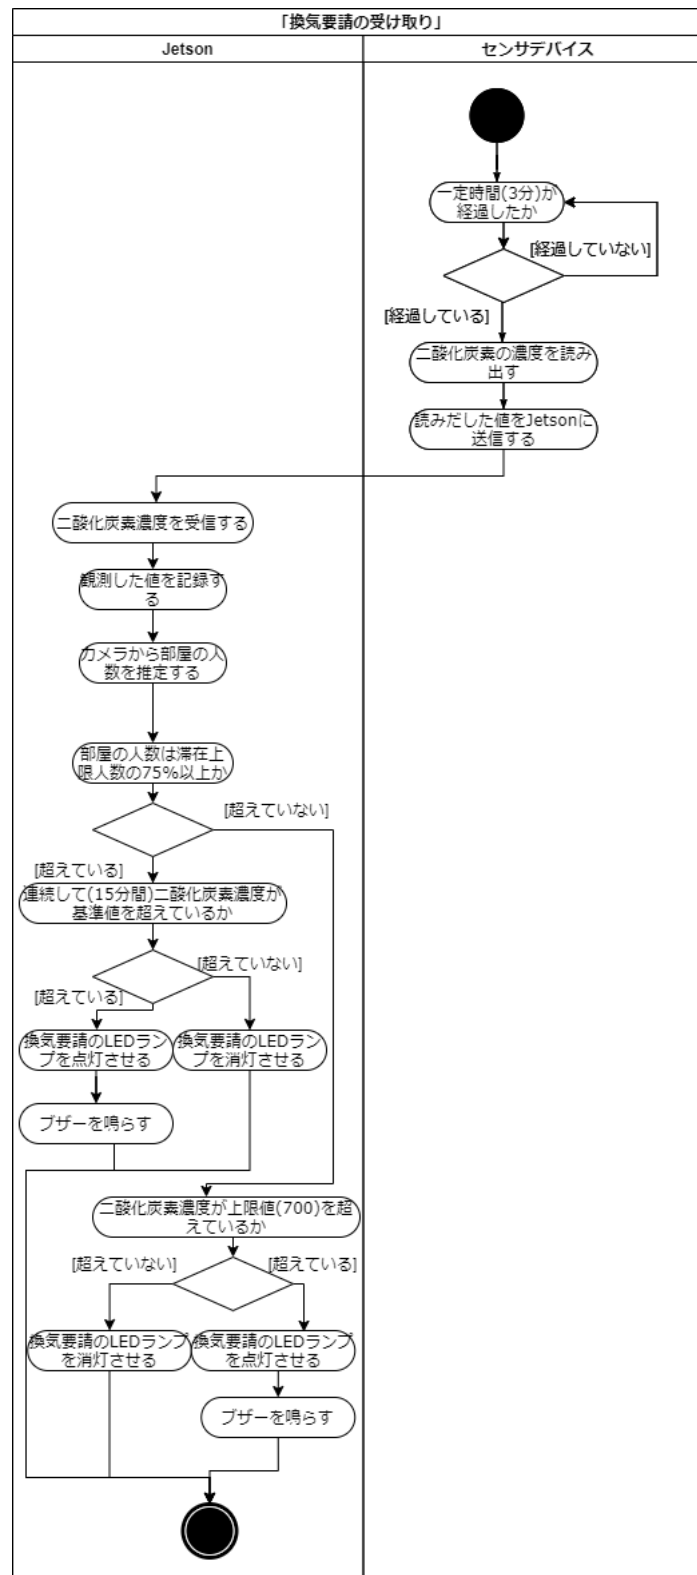 「換気要請の受け取り」
Jetson
センサデバイス
一定時間(3分)が
経過したか
[経過していない]
[経過している]
二酸化炭素の濃度を読み
出す
読みだした値をJetsonに
送信する
二酸化炭素濃度を受信する
観測した値を記録す
る
カメラから部屋の人
数を推定する
部屋の人数は滞在上
限人数の75%以上か
[超えていない]
[超えている]
連続して(15分間)二酸化炭素濃度が
基準値を超えているか
[超えていない]
[超えている]
換気要請のLEDラン
プを点灯させる
換気要請のLEDラン
プを消灯させる
ブザーを鳴らす
二酸化炭素濃度が上限値(700)を超
えているか
[超えていない]
[超えている]
換気要請のLEDランプ
を消灯させる
換気要請のLEDランプ
を点灯させる
ブザーを鳴らす